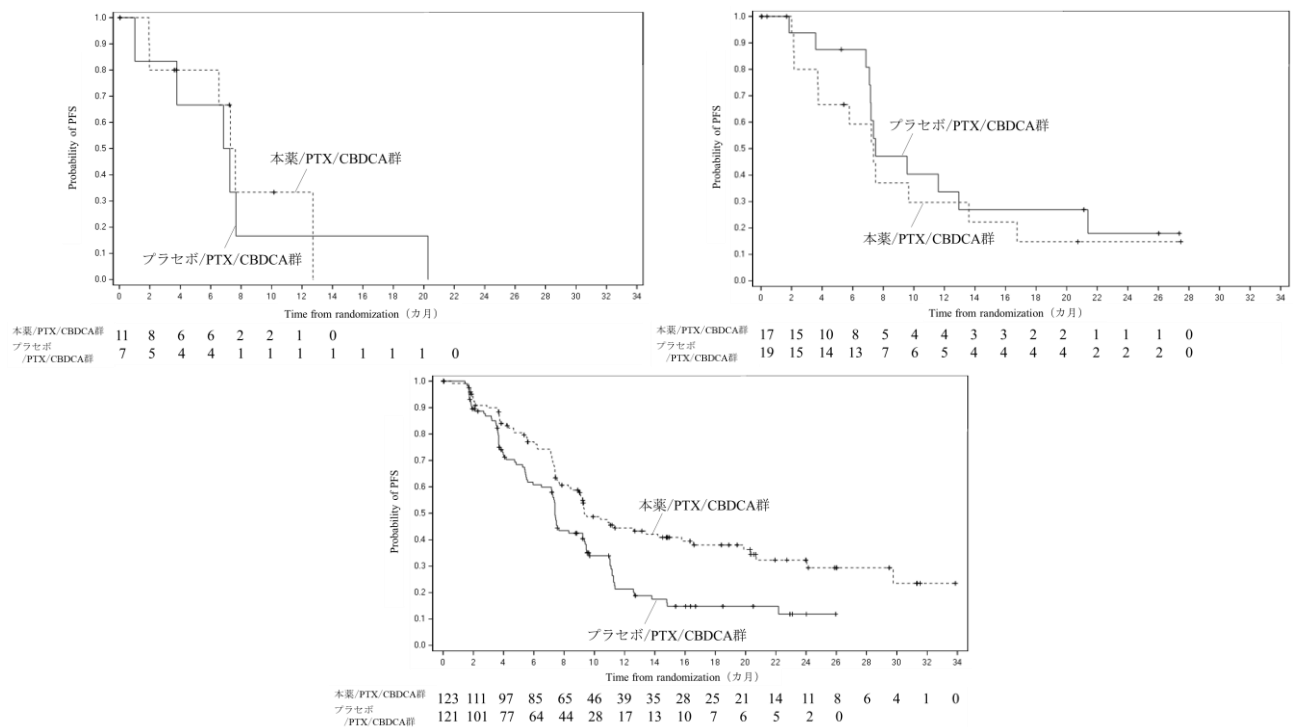 1.0
0.9
0.8
0.7
0.6
0.5
0.4
0.3
0.2
0.1
0.0
Probability of PFS
本薬/PTX/CBDCA群
プラセボ/PTX/CBDCA群
0 2 4 6 8 10 12 14 16 18 20 22 24 26 28 30 32 34
Time from randomization（カ月）
本薬/PTX/CBDCA群 11 8 6 6 2 2 1 0
プラセボ
/PTX/CBDCA群 7 5 4 4 1 1 1 1 1 1 1 0
1.0
0.9
0.8
0.7
0.6
0.5
0.4
0.3
0.2
0.1
0.0
Probability of PFS
プラセボ/PTX/CBDCA群
本薬/PTX/CBDCA群
0 2 4 6 8 10 12 14 16 18 20 22 24 26 28 30 32 34
Time from randomization（カ月）
本薬/PTX/CBDCA群 17 15 10 8 5 4 4 3 3 2 2 1 1 1 0
プラセボ
/PTX/CBDCA群 19 15 14 13 7 6 5 4 4 4 4 2 2 2 0
1.0
0.9
0.8
0.7
0.6
0.5
0.4
0.3
0.2
0.1
0.0
Probability of PFS
本薬/PTX/CBDCA群
プラセボ/PTX/CBDCA群
0 2 4 6 8 10 12 14 16 18 20 22 24 26 28 30 32 34
Time from randomization（カ月）
本薬/PTX/CBDCA群 123 111 97 85 65 46 39 35 28 25 21 14 11 8 6 4 1 0
プラセボ
/PTX/CBDCA群 121 101 77 64 44 28 17 13 10 7 6 5 2 0